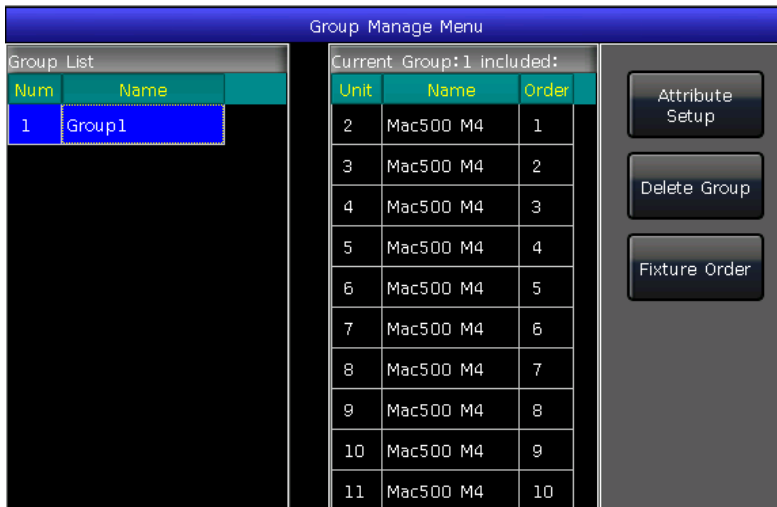 Group Manage Menu
Group List
Num Name
1 Group1
Current Group:1 included:
Unit Name Order
2 Mac500 M4 1
3 Mac500 M4 2
4 Mac500 M4 3
5 Mac500 M4 4
6 Mac500 M4 5
7 Mac500 M4 6
8 Mac500 M4 7
9 Mac500 M4 8
10 Mac500 M4 9
11 Mac500 M4 10
Attribute
Setup
Delete Group
Fixture Order